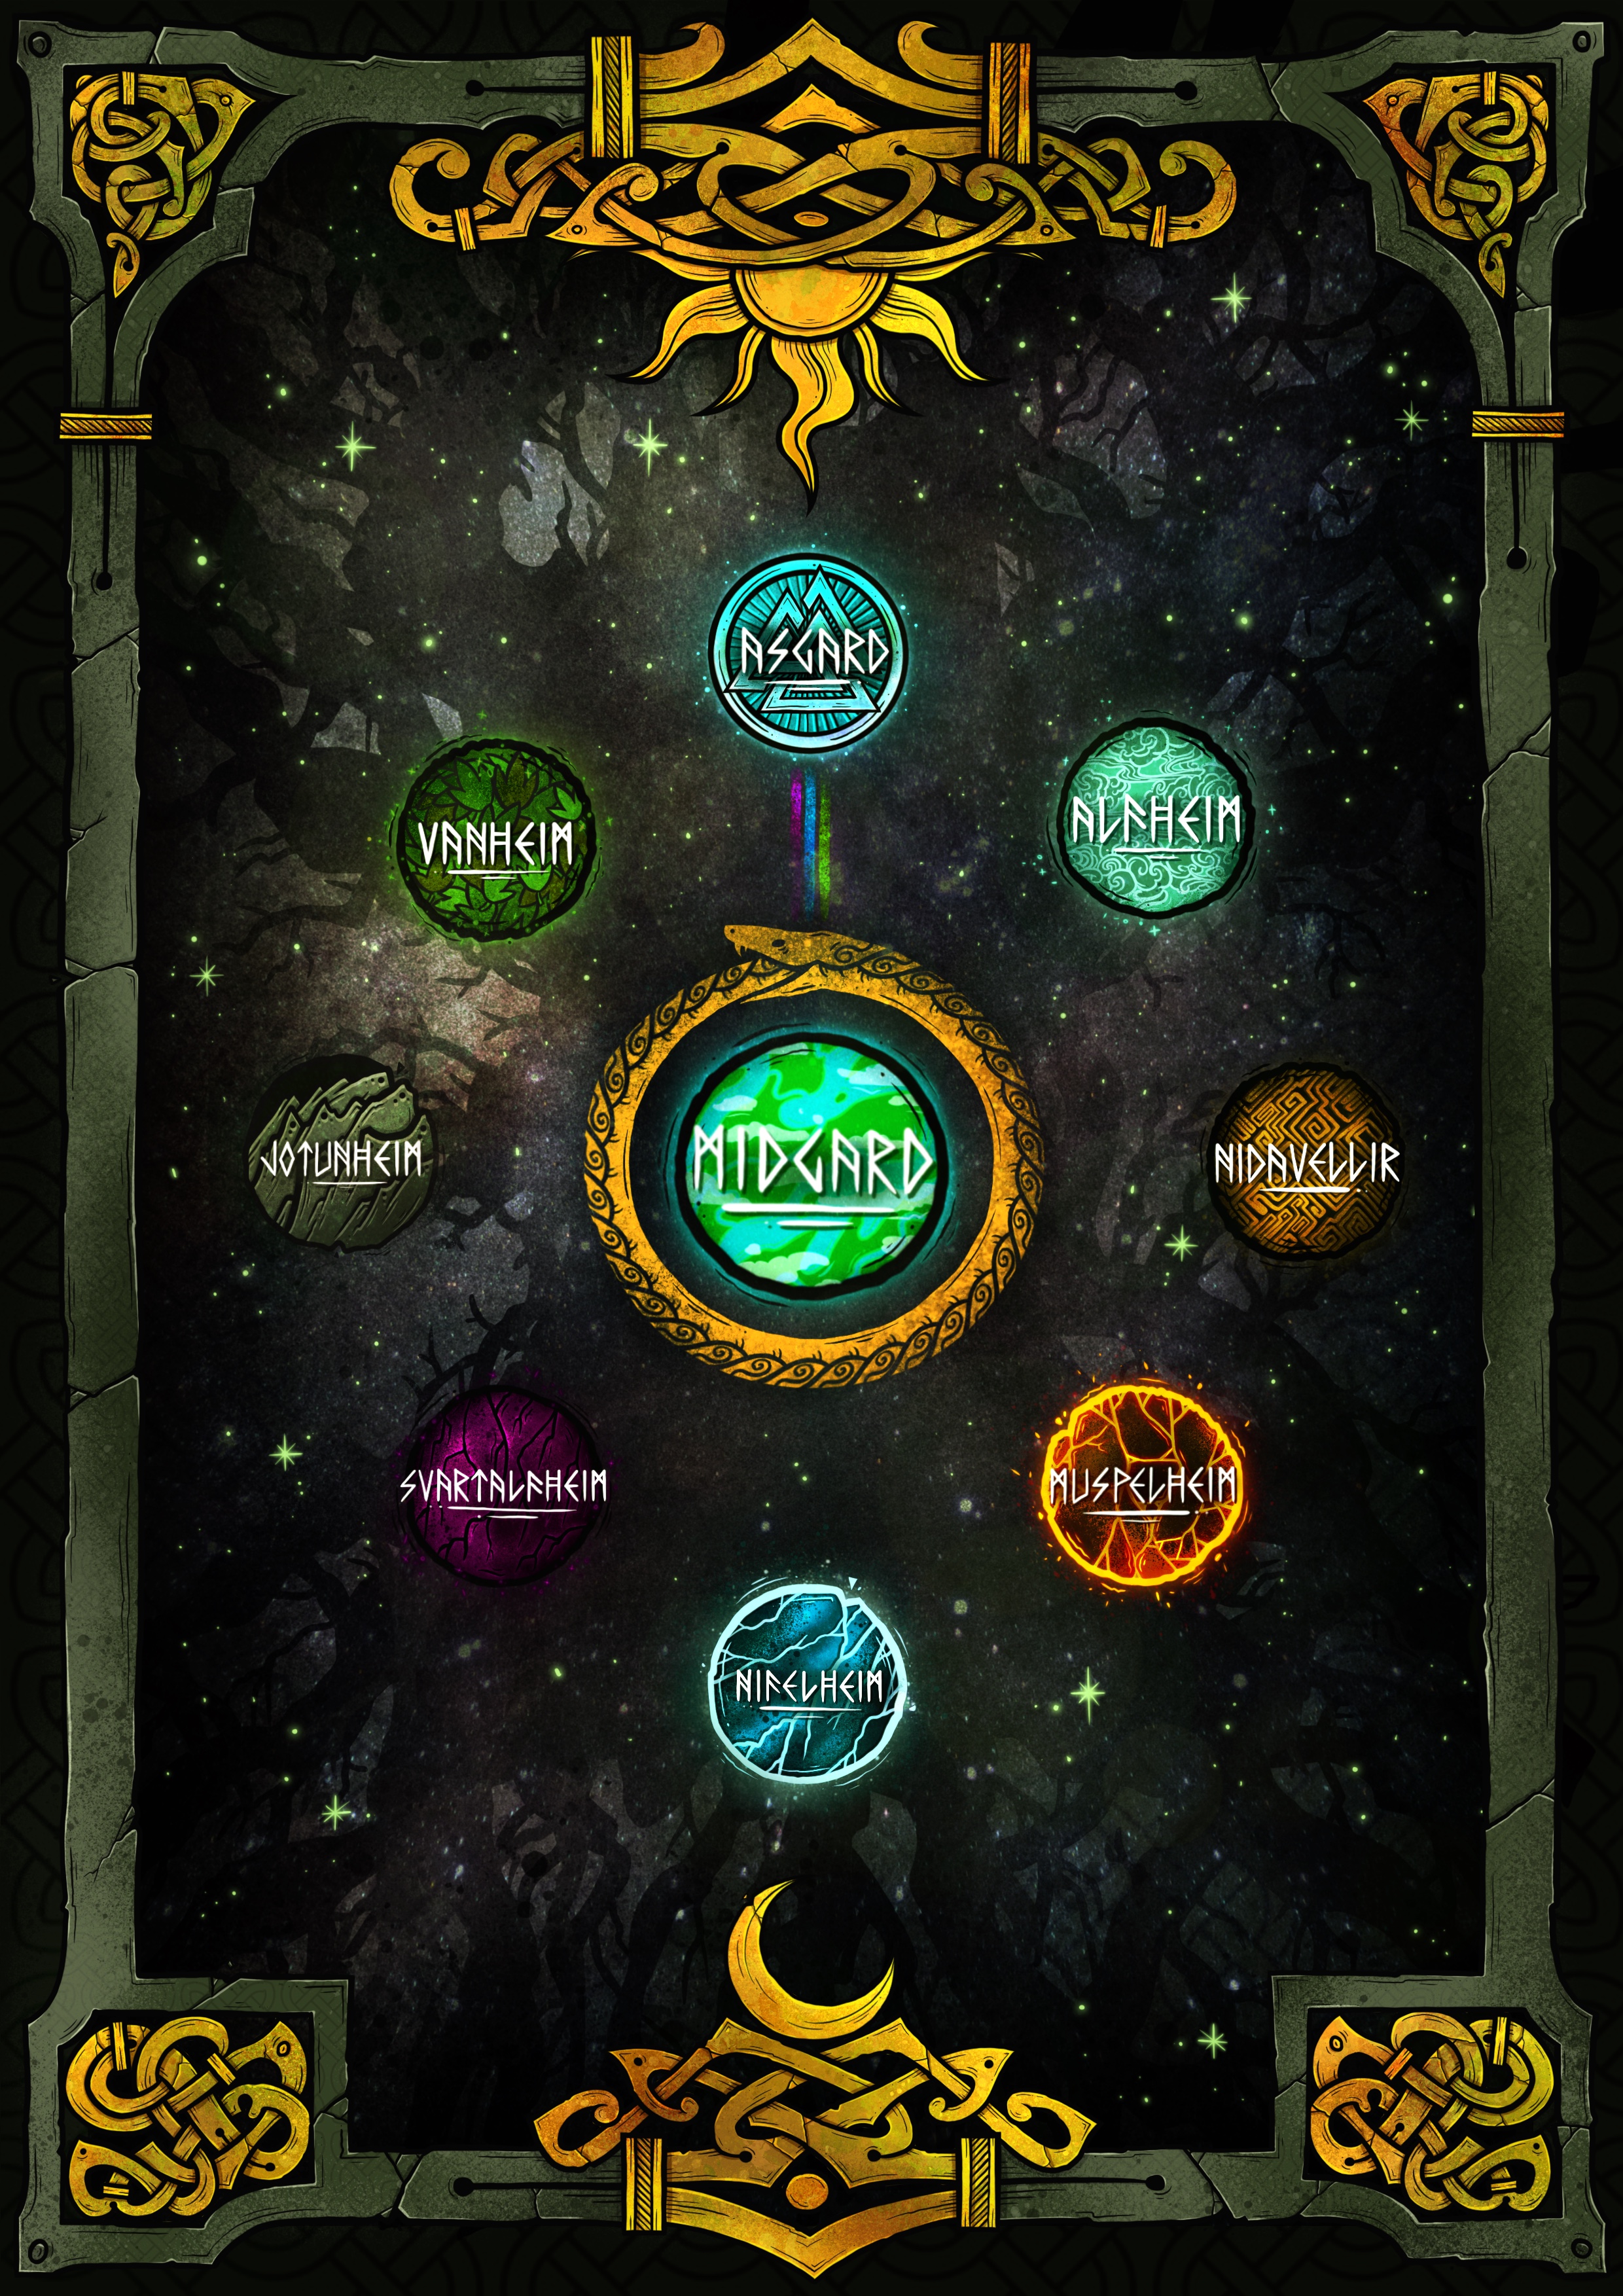 ASGARD
ALFHEIM
VANHEIM
MIDGARD
JOTUNHEIM
NIDAVELLIR
SVARTALFHEIM
MUSPELHEIM
NIFELHEIM